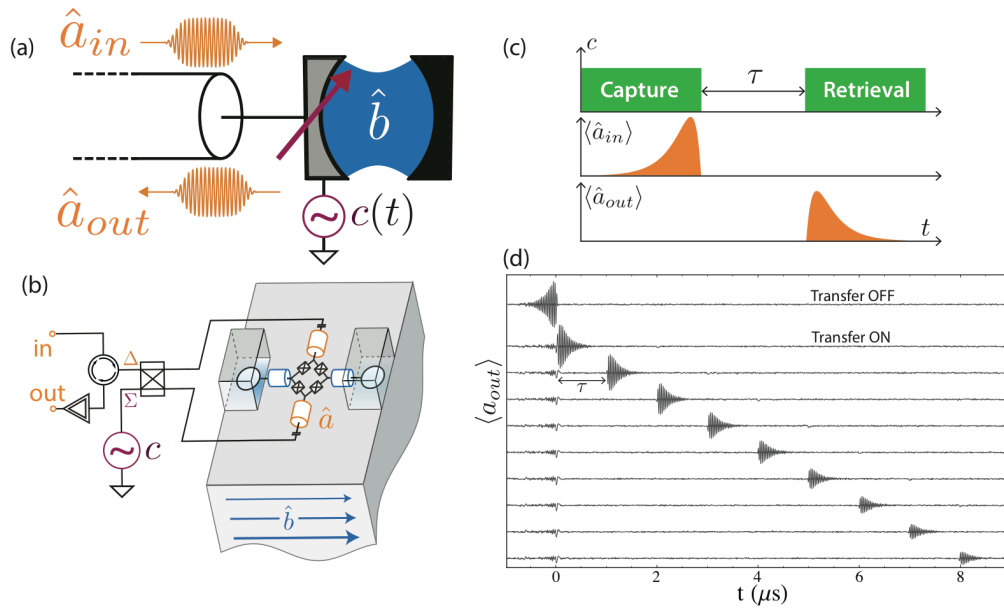 (a)
â_in
b̂
â_out
c(t)
(b)
in
out
Δ
Σ
c
â
b̂
(c)
c
Capture
τ
Retrieval
⟨â_in⟩
⟨â_out⟩
t
(d)
Transfer OFF
Transfer ON
τ
⟨a_out⟩
0 2 4 6 8
t (μs)